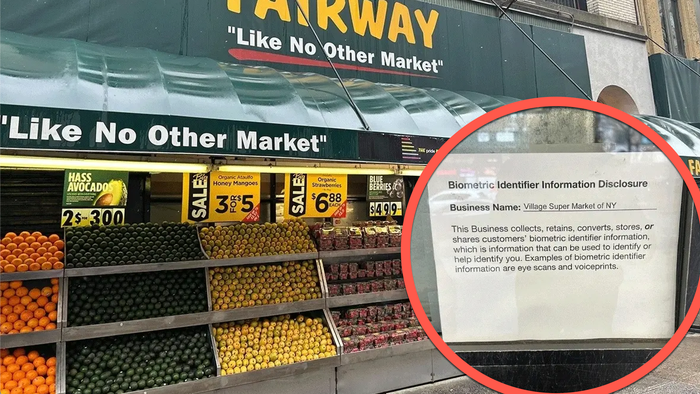 FAIRWAY
"Like No Other Market"
"Like No Other Market"
THE pride
HASS
AVOCADOS
2/$ 300
SALE
Organic Ataulfo
Honey Mangoes
3 FOR $5
SALE
Organic
Strawberries
$6 88
BLUE
BERRIES
$499
Biometric Identifier Information Disclosure
Business Name: Village Super Market of NY
This Business collects, retains, converts, stores, or
shares customers' biometric identifier information,
which is information that can be used to identify or
help identify you. Examples of biometric identifier
information are eye scans and voiceprints.